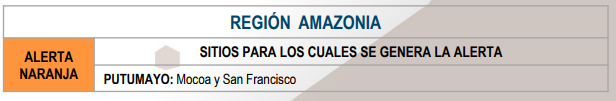 REGIÓN AMAZONIA
ALERTA
NARANJA
SITIOS PARA LOS CUALES SE GENERA LA ALERTA
PUTUMAYO: Mocoa y San Francisco